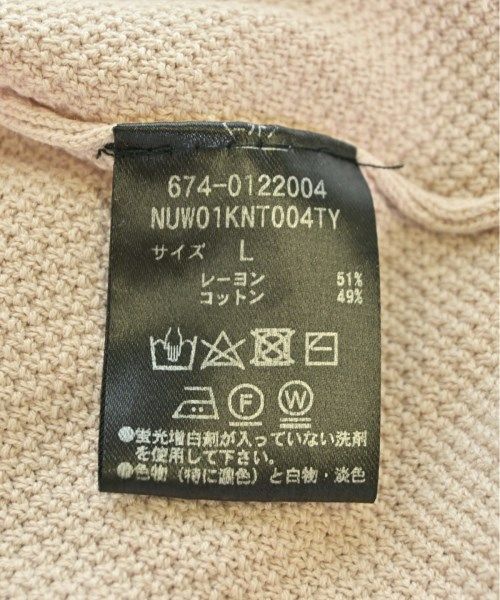 674-0122004
NUW01KNT004TY
サイズ L
レーヨン 51%
コットン 49%
F W
蛍光増白剤が入っていない洗剤
を使用して下さい。
色物(特に濃色)と白物・淡色